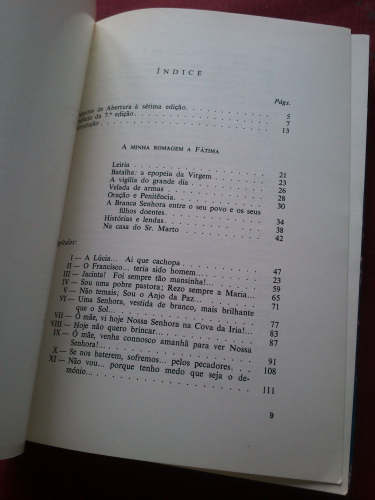 ÍNDICE
Págs.
de Abertura à sétima edição. 5
da 7.ª edição 7
13
A MINHA ROMAGEM A FÁTIMA
Leiria 21
Batalha: a epopeia da Virgem 23
A vigília do grande dia 26
Velada de armas 28
Oração e Penitência. 30
A Branca Senhora entre o seu povo e os seus
filhos doentes. 34
Histórias e lendas. 38
Na casa do Sr. Marto 42
I — A Lúcia... Ai que cachopa 47
II — O Francisco... teria sido homem. 23
III — Jacinta! Foi sempre tão mansinha!... 59
IV — Sou uma pobre pastora; Rezo sempre a Maria... 65
V — Não temais; Sou o Anjo da Paz... 71
VI — Uma Senhora, vestida de branco, mais brilhante
que o Sol... 77
VII — Ó mãe, vi hoje Nossa Senhora na Cova da Iria!... 83
VIII — Hoje não quero brincar... 87
IX — Ó mãe, venha connosco amanhã para ver Nossa
Senhora!... 91
X — Se nos baterem, sofremos... pelos pecadores. 108
XI — Não vou... porque tenho medo que seja o de-
mónio... 111
9